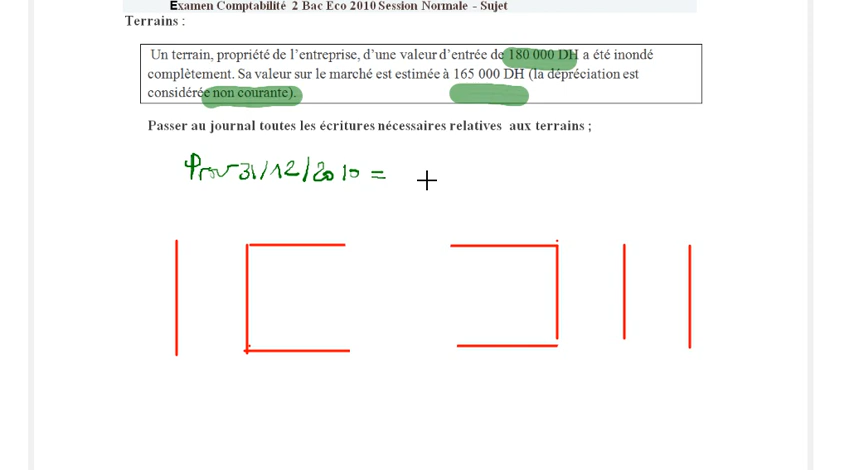 Examen Comptabilité 2 Bac Eco 2010 Session Normale - Sujet
Terrains :
Un terrain, propriété de l'entreprise, d'une valeur d'entrée de 180 000 DH a été inondé
complètement. Sa valeur sur le marché est estimée à 165 000 DH (la dépréciation est
considérée non courante).
Passer au journal toutes les écritures nécessaires relatives aux terrains ;
Prov 31/12/2010 =